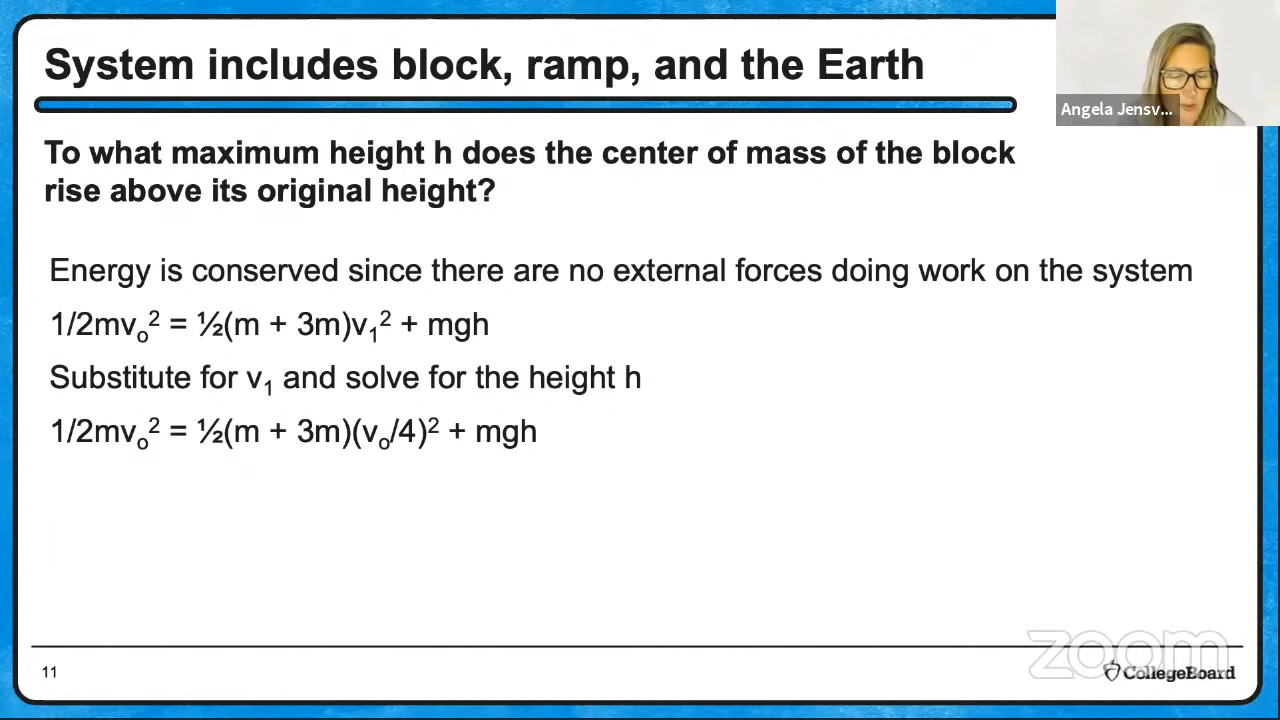 System includes block, ramp, and the Earth
Angela Jensv...
To what maximum height h does the center of mass of the block
rise above its original height?
Energy is conserved since there are no external forces doing work on the system
1/2mvₒ² = ½(m + 3m)v₁² + mgh
Substitute for v₁ and solve for the height h
1/2mvₒ² = ½(m + 3m)(vₒ/4)² + mgh
zoom
11
CollegeBoard